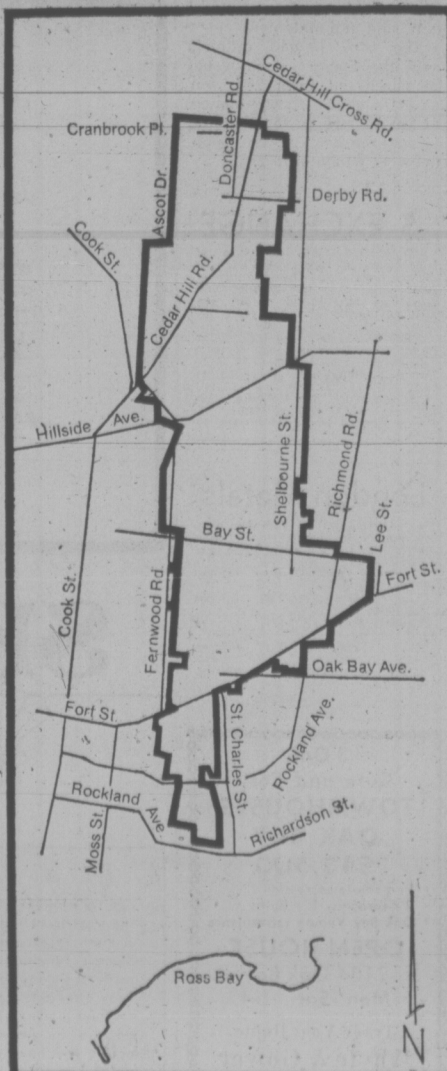 Cedar Hill Cross Rd.
Doncaster Rd.
Cranbrook Pl.
Ascot Dr.
Derby Rd.
Cook St.
Cedar Hill Rd.
Hillside Ave.
Shelbourne St.
Richmond Rd.
Lee St.
Bay St.
Fort St.
Cook St.
Fernwood Rd.
Oak Bay Ave.
Fort St.
St. Charles St.
Rockland Ave.
Rockland Ave
Moss St.
Richardson St.
Ross Bay
N